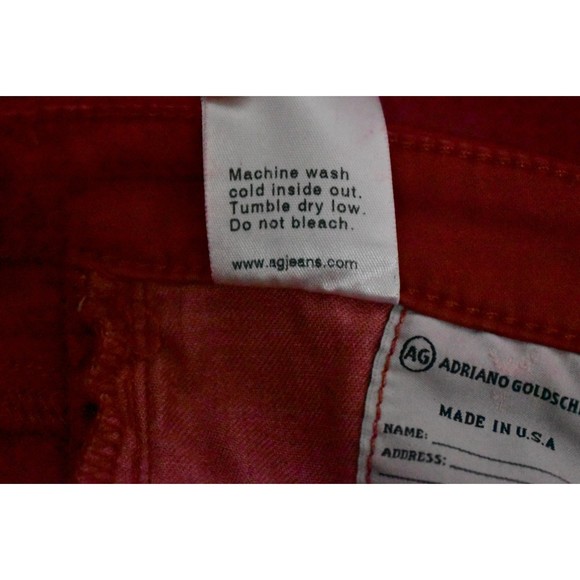 Machine wash
cold inside out.
Tumble dry low.
Do not bleach.
www.agjeans.com
AG ADRIANO
MADE IN U.S.A
NAME:
ADDRESS: